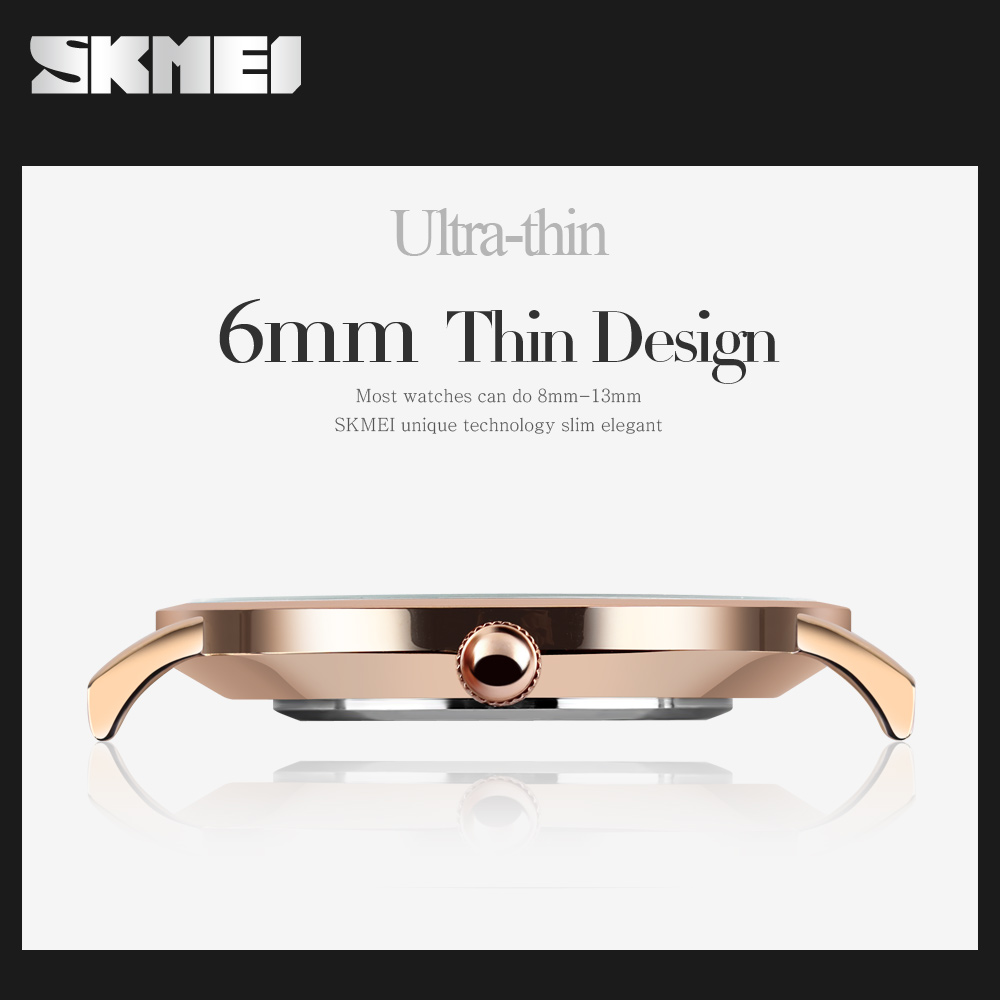 SKMEI
Ultra-thin
6mm Thin Design
Most watches can do 8mm-13mm
SKMEI unique technology slim elegant